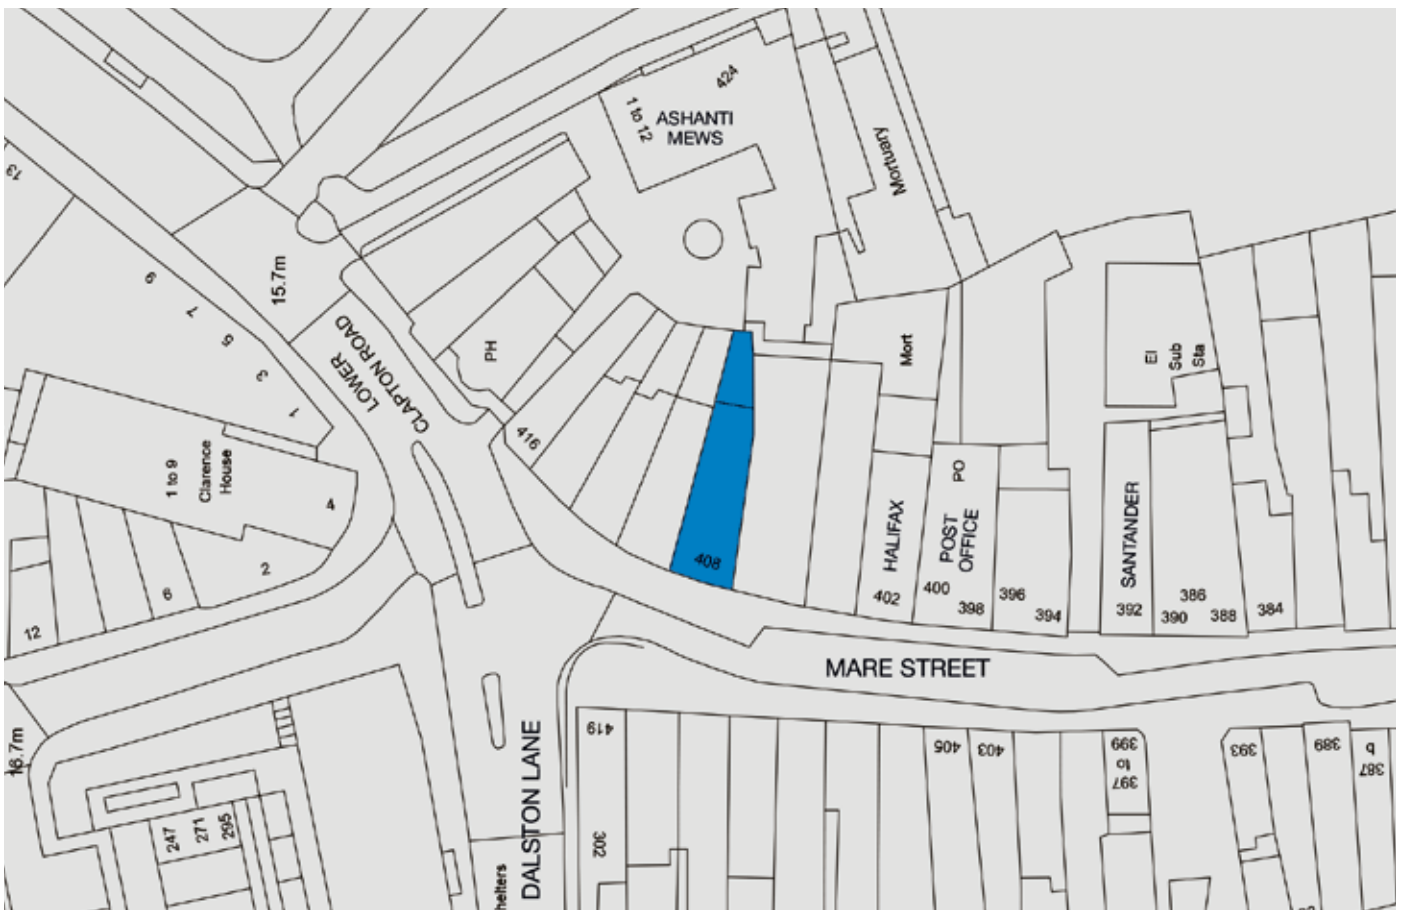 424
1 to 12
ASHANTI
MEWS
Mortuary
13
15.7m
9
7
5
3
1
LOWER
CLAPTON ROAD
PH
Mort
El
Sub
Sta
416
1 to 9
Clarence
House
4
2
6
12
408
HALIFAX
402
PO
POST
OFFICE
400
398
396
394
SANTANDER
392
386
390
388
384
MARE STREET
16.7m
DALSTON LANE
419
302
405
403
399
to
397
393
389
b
387
247
271
295
helters